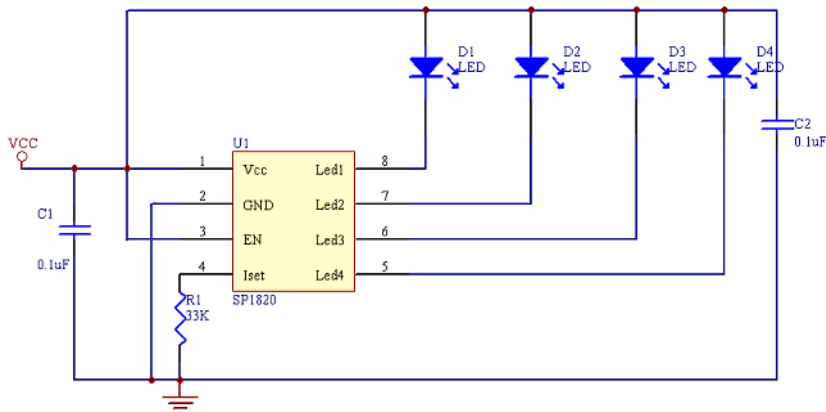 D1
LED
D2
LED
D3
LED
D4
LED
C2
0.1uF
VCC
U1
1
Vcc
Led1
8
2
GND
Led2
7
C1
3
EN
Led3
6
0.1uF
4
Iset
Led4
5
R1
33K
SP1820